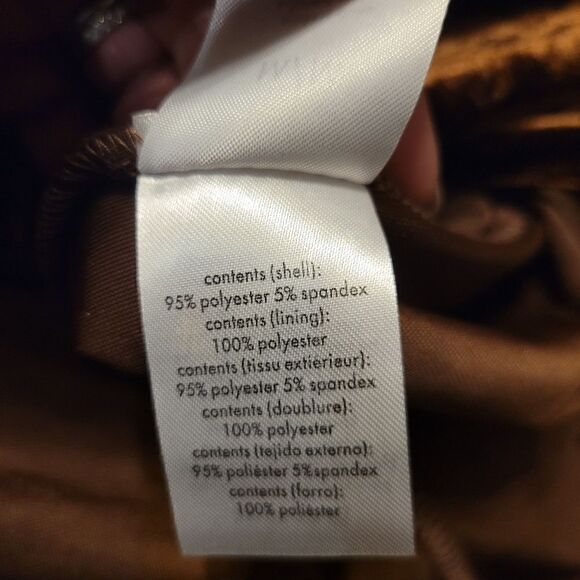 contents (shell):
95% polyester 5% spandex
contents (lining):
100% polyester
contents (tissu extiérieur):
95% polyester 5% spandex
contents (doublure):
100% polyester
contents (tejido externo):
95% poliéster 5%spandex
contents (forro):
100% poliéster